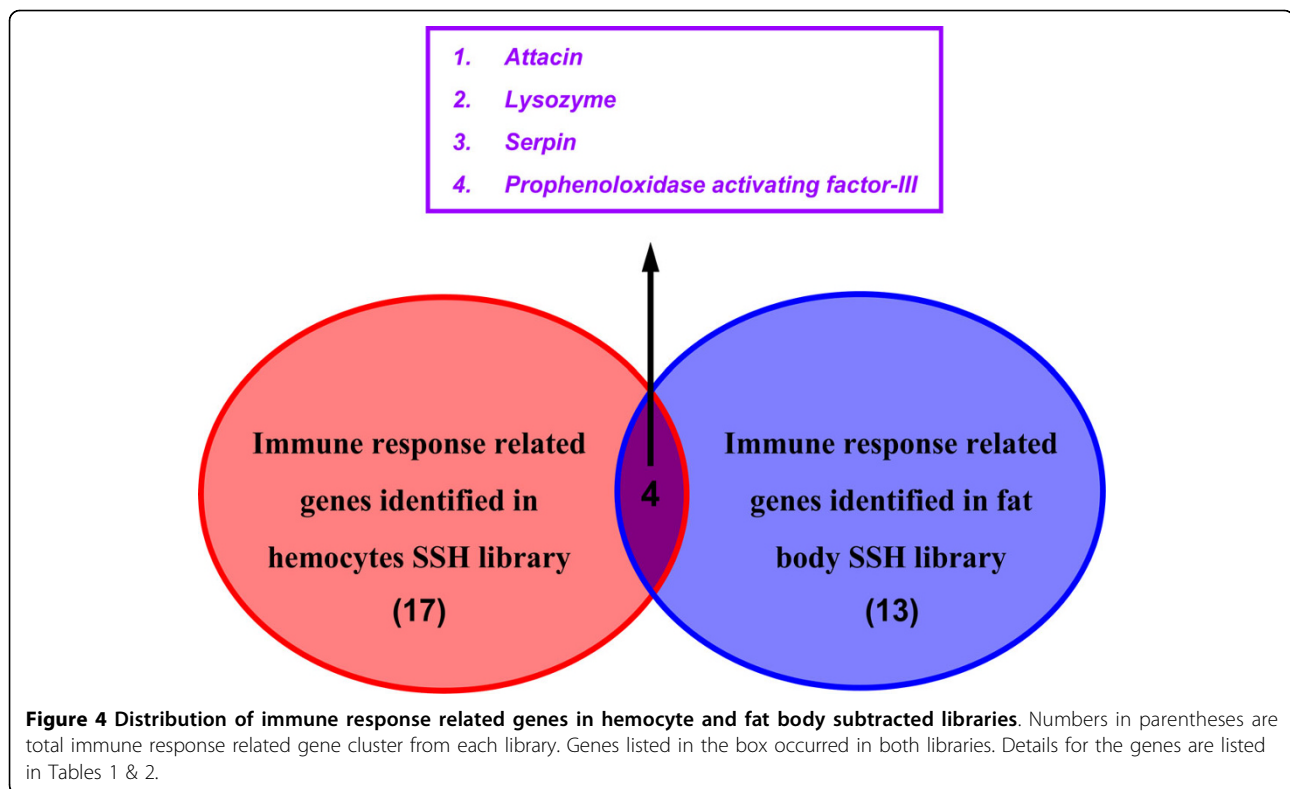 1. Attacin
2. Lysozyme
3. Serpin
4. Prophenoloxidase activating factor-III
Immune response related
genes identified in
hemocytes SSH library
(17)
4
Immune response related
genes identified in fat
body SSH library
(13)
Figure 4 Distribution of immune response related genes in hemocyte and fat body subtracted libraries. Numbers in parentheses are
total immune response related gene cluster from each library. Genes listed in the box occurred in both libraries. Details for the genes are listed
in Tables 1 & 2.